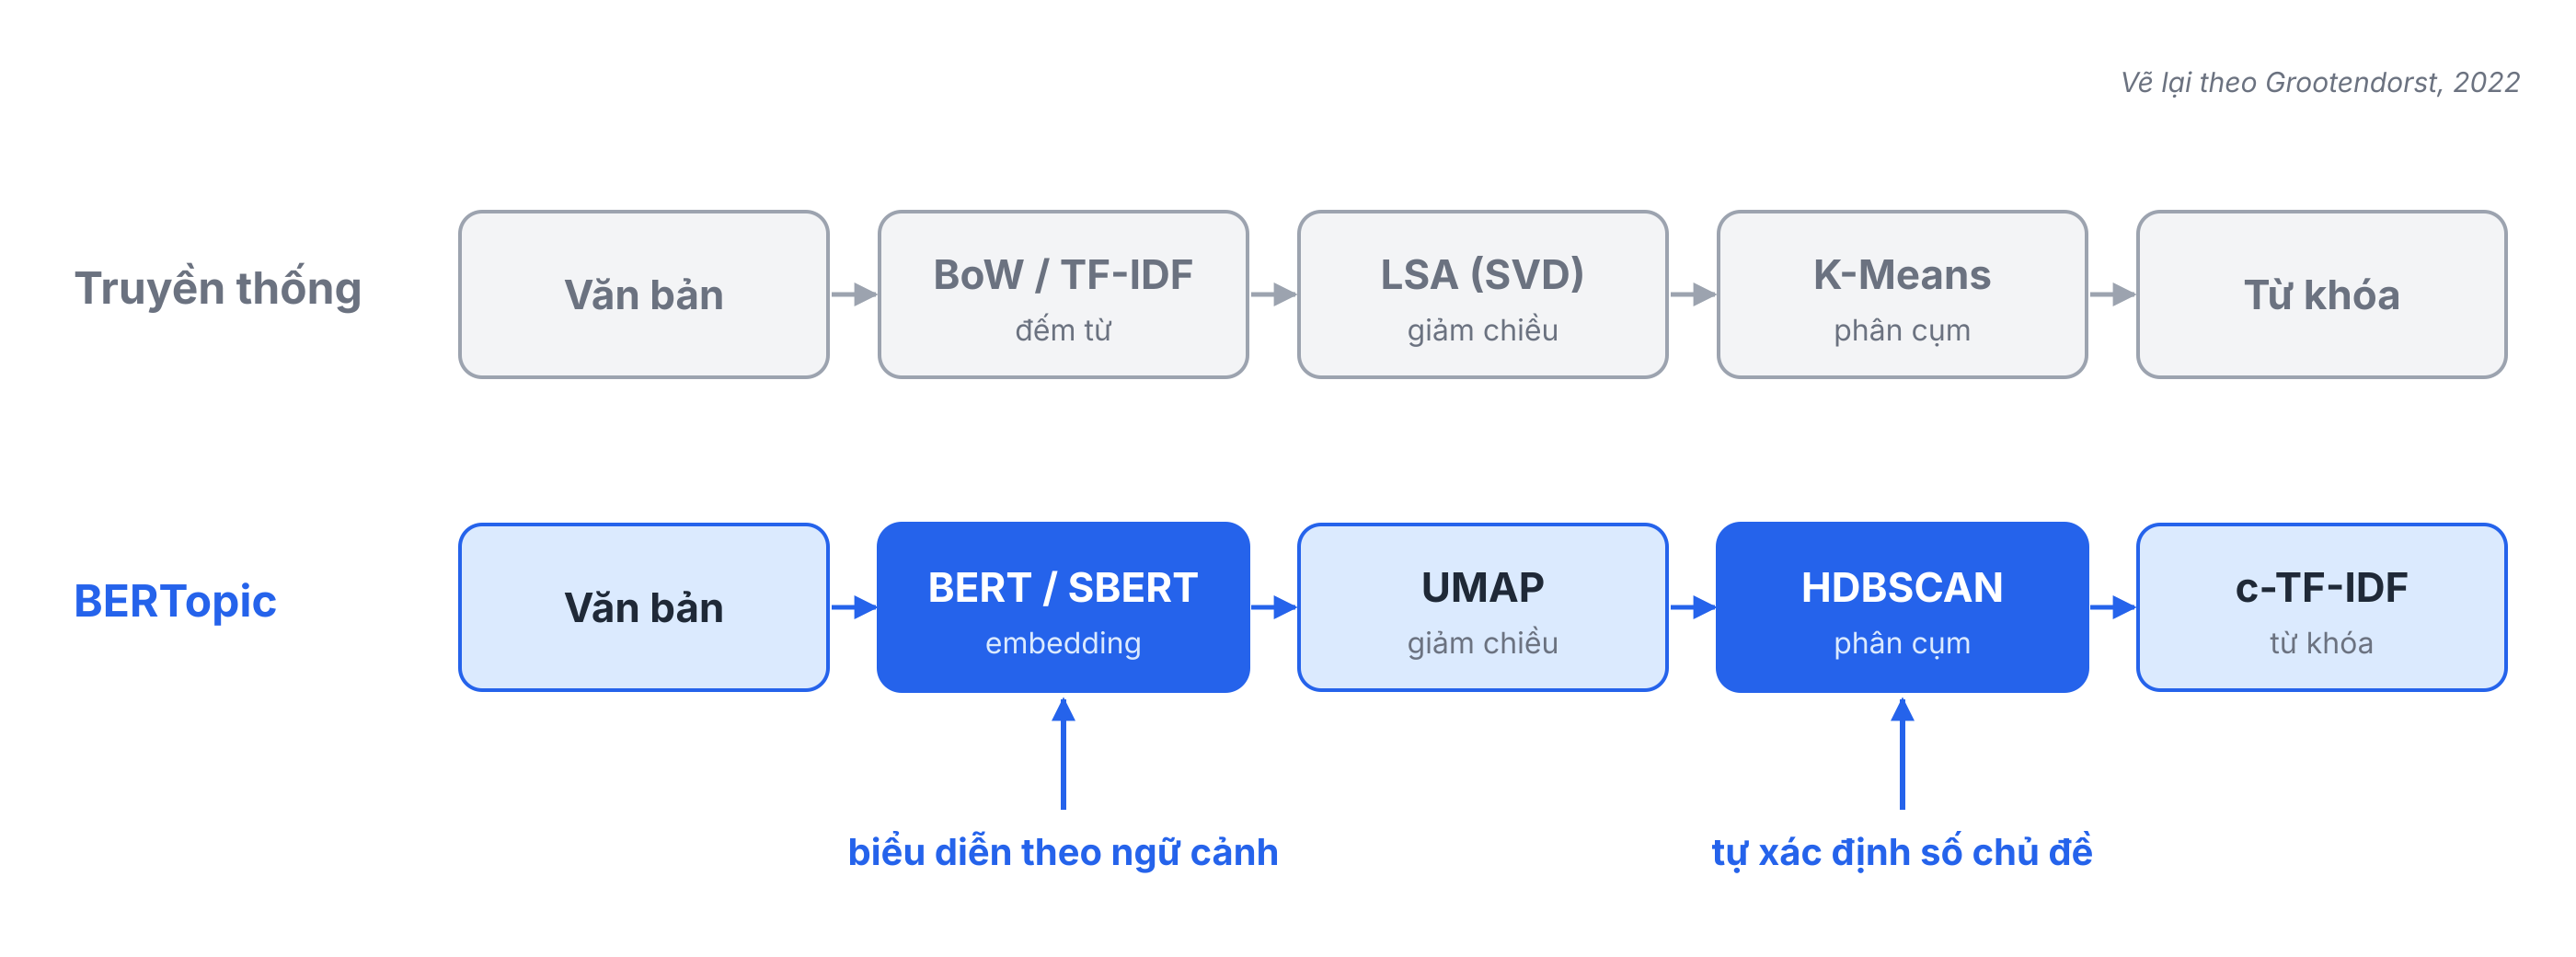 Vẽ lại theo Grootendorst, 2022
Truyền thống
Văn bản
BoW / TF-IDF
đếm từ
LSA (SVD)
giảm chiều
K-Means
phân cụm
Từ khóa
BERTopic
Văn bản
BERT / SBERT
embedding
UMAP
giảm chiều
HDBSCAN
phân cụm
c-TF-IDF
từ khóa
biểu diễn theo ngữ cảnh
tự xác định số chủ đề